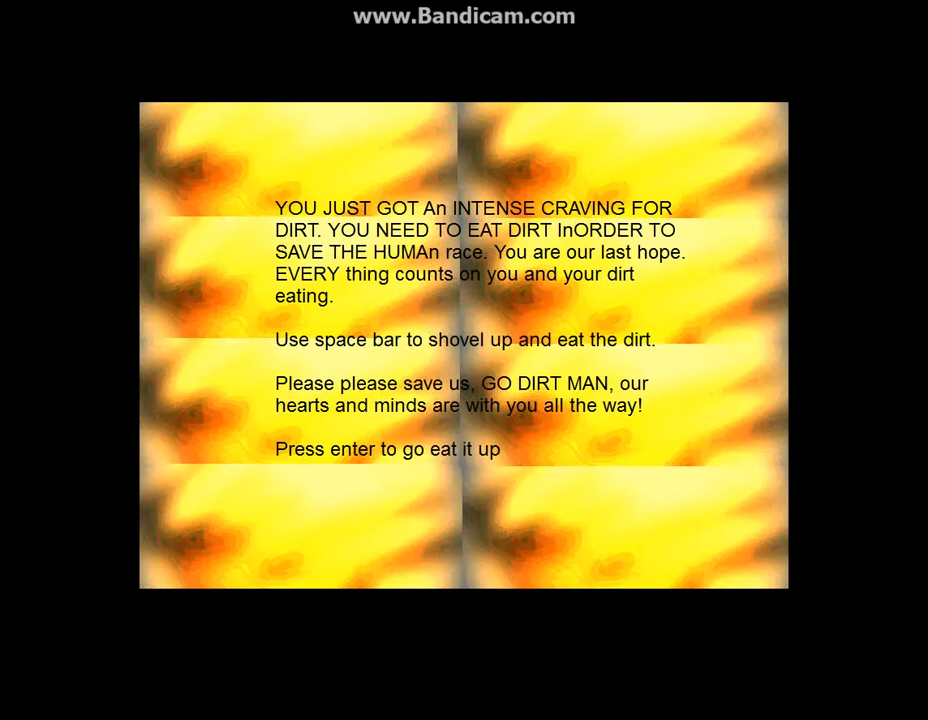 www.Bandicam.com
YOU JUST GOT An INTENSE CRAVING FOR
DIRT. YOU NEED TO EAT DIRT InORDER TO
SAVE THE HUMAn race. You are our last hope.
EVERY thing counts on you and your dirt
eating.
Use space bar to shovel up and eat the dirt.
Please please save us, GO DIRT MAN, our
hearts and minds are with you all the way!
Press enter to go eat it up